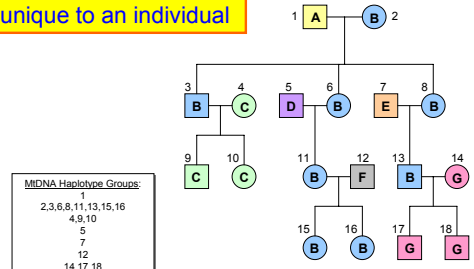 unique to an individual
1 A B 2
3 4 5 6 7 8
B C D B E B
9 10 11 12 13 14
C C B F B G
15 16 17 18
B B G G
MtDNA Haplotype Groups:
1
2,3,6,8,11,13,15,16
4,9,10
5
7
12
14,17,18